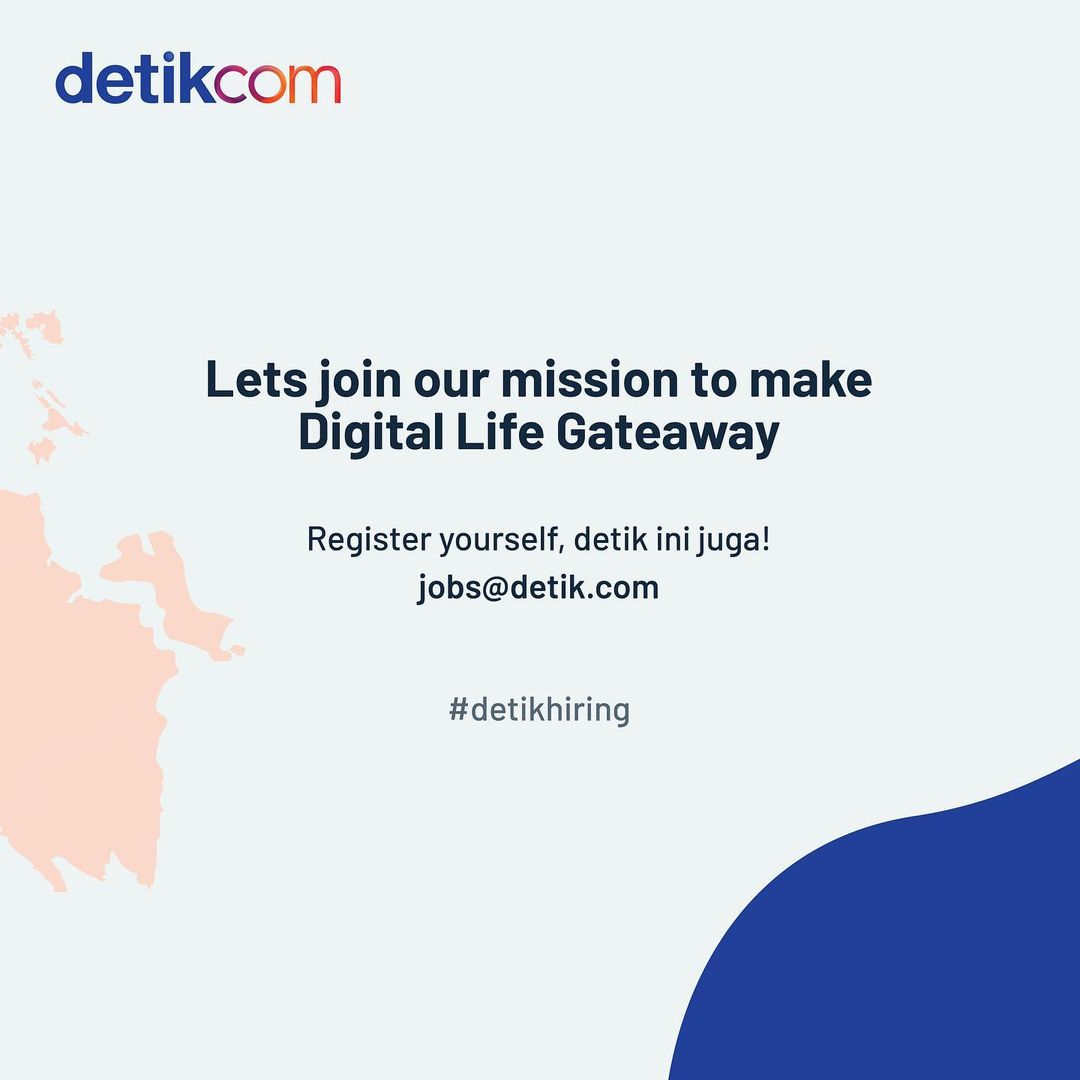 detikcom
Lets join our mission to make
Digital Life Gateaway
Register yourself, detik ini juga!
jobs@detik.com
#detikhiring